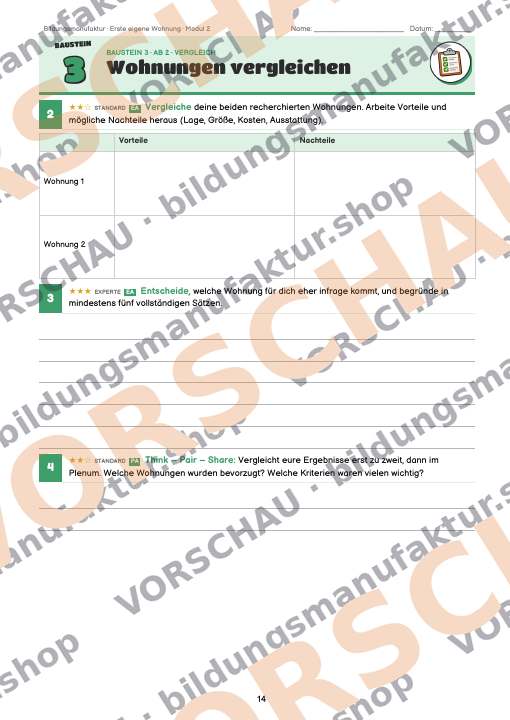 Bildungsmanufaktur · Erste eigene Wohnung · Modul 2 Name: Datum:
BAUSTEIN
3
BAUSTEIN 3 · AB 2 · VERGLEICH
Wohnungen vergleichen
2 ★★☆ STANDARD EA Vergleiche deine beiden recherchierten Wohnungen. Arbeite Vorteile und
mögliche Nachteile heraus (Lage, Größe, Kosten, Ausstattung).
Vorteile Nachteile
Wohnung 1
Wohnung 2
3 ★★★ EXPERTE EA Entscheide, welche Wohnung für dich eher infrage kommt, und begründe in
mindestens fünf vollständigen Sätzen.
4 ★★☆ STANDARD PA Think – Pair – Share: Vergleicht eure Ergebnisse erst zu zweit, dann im
Plenum. Welche Wohnungen wurden bevorzugt? Welche Kriterien waren vielen wichtig?
14
VORSCHAU · bildungsmanufaktur.shop
VORSCHAU